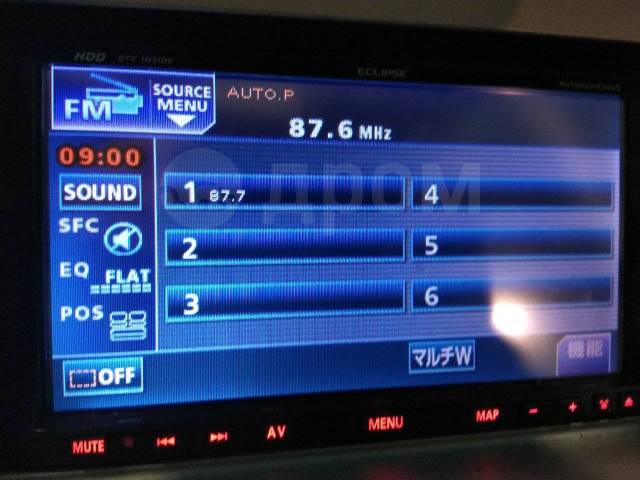 HDD DTV INSIDE
ECLIPSE
FM SOURCE MENU
AUTO.P
87.6 MHz
09:00
SOUND
1 87.7
4
SFC
2
5
EQ FLAT
3
6
POS
OFF
マルチW
機能
MUTE
AV
MENU
MAP
дром